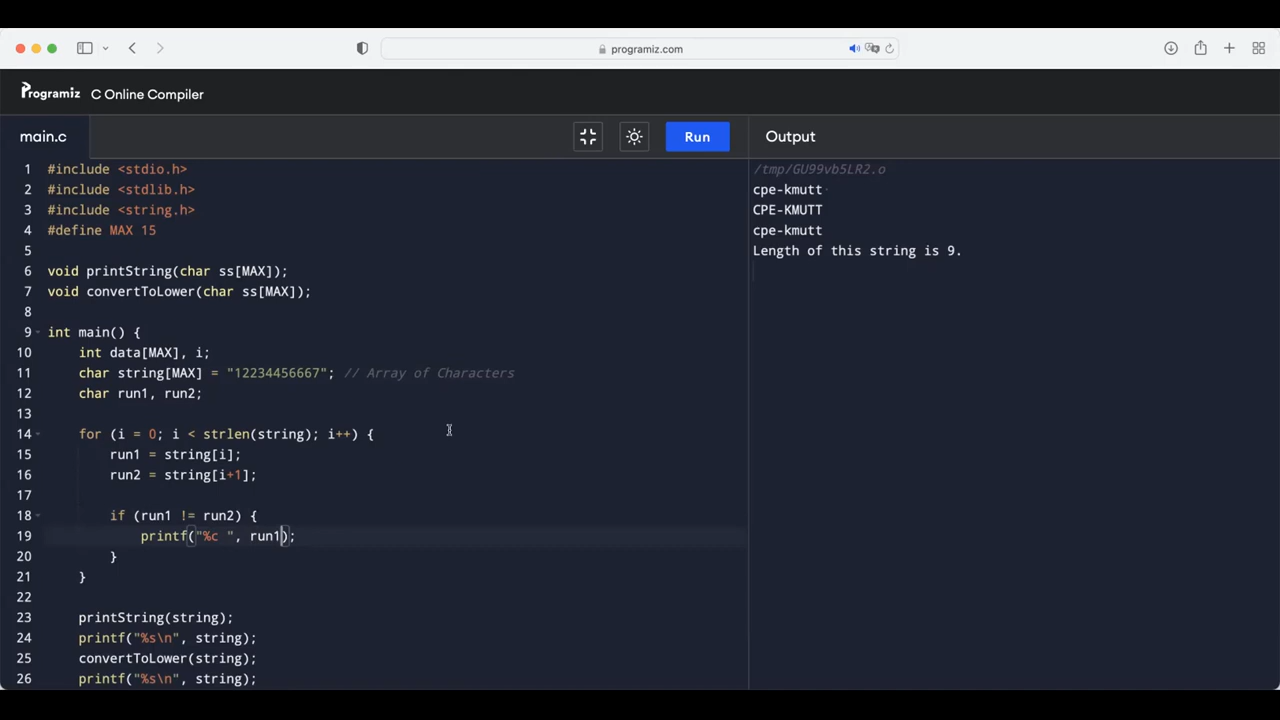 programiz.com
Programiz C Online Compiler
main.c
Run
Output
1 #include <stdio.h>
2 #include <stdlib.h>
3 #include <string.h>
4 #define MAX 15
5
6 void printString(char ss[MAX]);
7 void convertToLower(char ss[MAX]);
8
9 int main() {
10     int data[MAX], i;
11     char string[MAX] = "12234456667"; // Array of Characters
12     char run1, run2;
13
14     for (i = 0; i < strlen(string); i++) {
15         run1 = string[i];
16         run2 = string[i+1];
17
18         if (run1 != run2) {
19             printf("%c ", run1);
20         }
21     }
22
23     printString(string);
24     printf("%s\n", string);
25     convertToLower(string);
26     printf("%s\n", string);
/tmp/GU99vb5LR2.o
cpe-kmutt
CPE-KMUTT
cpe-kmutt
Length of this string is 9.